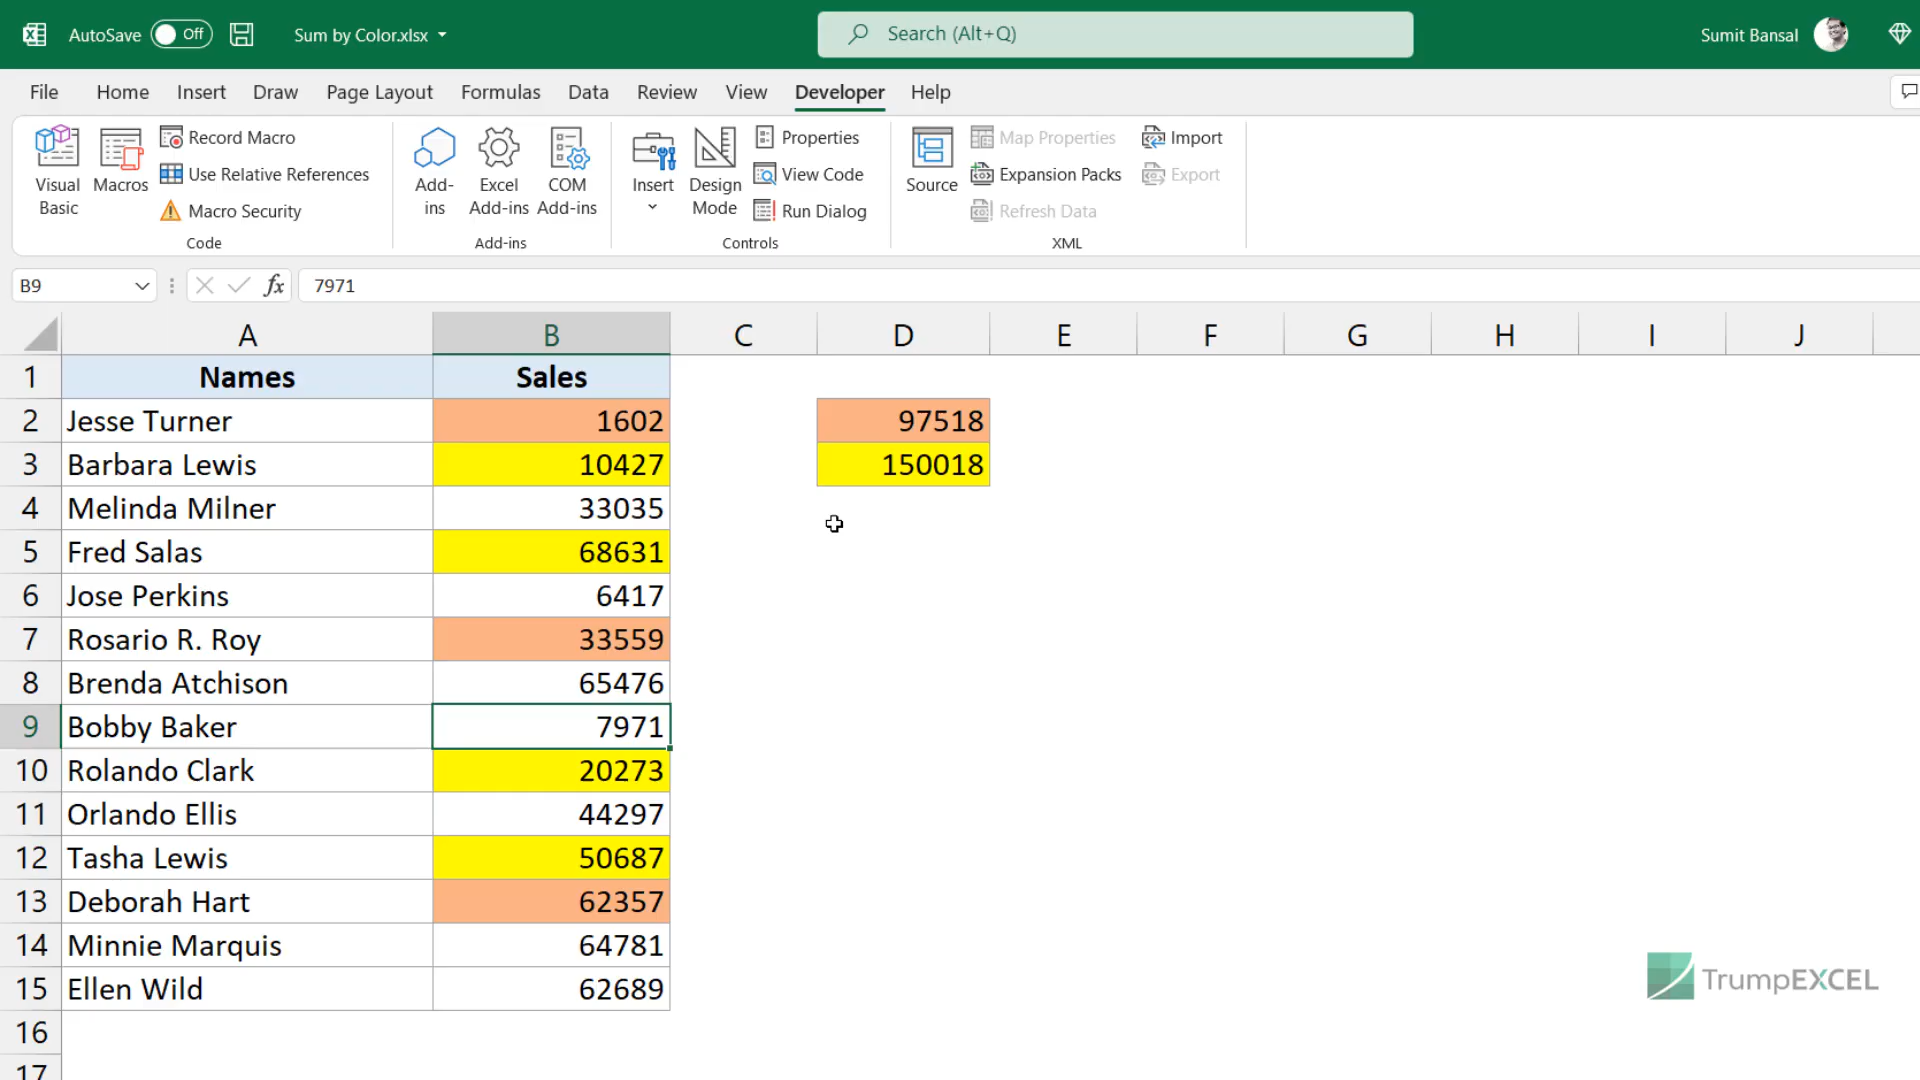 AutoSave Off Sum by Color.xlsx Search (Alt+Q) Sumit Bansal
File Home Insert Draw Page Layout Formulas Data Review View Developer Help
Visual Basic
Macros
Record Macro
Use Relative References
Macro Security
Code
Add-ins
Excel Add-ins
COM Add-ins
Add-ins
Insert
Design Mode
Properties
View Code
Run Dialog
Controls
Source
Map Properties
Expansion Packs
Refresh Data
Import
Export
XML
B9 fx 7971
A B C D E F G H I J
1 Names Sales
2 Jesse Turner 1602 97518
3 Barbara Lewis 10427 150018
4 Melinda Milner 33035
5 Fred Salas 68631
6 Jose Perkins 6417
7 Rosario R. Roy 33559
8 Brenda Atchison 65476
9 Bobby Baker 7971
10 Rolando Clark 20273
11 Orlando Ellis 44297
12 Tasha Lewis 50687
13 Deborah Hart 62357
14 Minnie Marquis 64781
15 Ellen Wild 62689
16
17
TrumpEXCEL